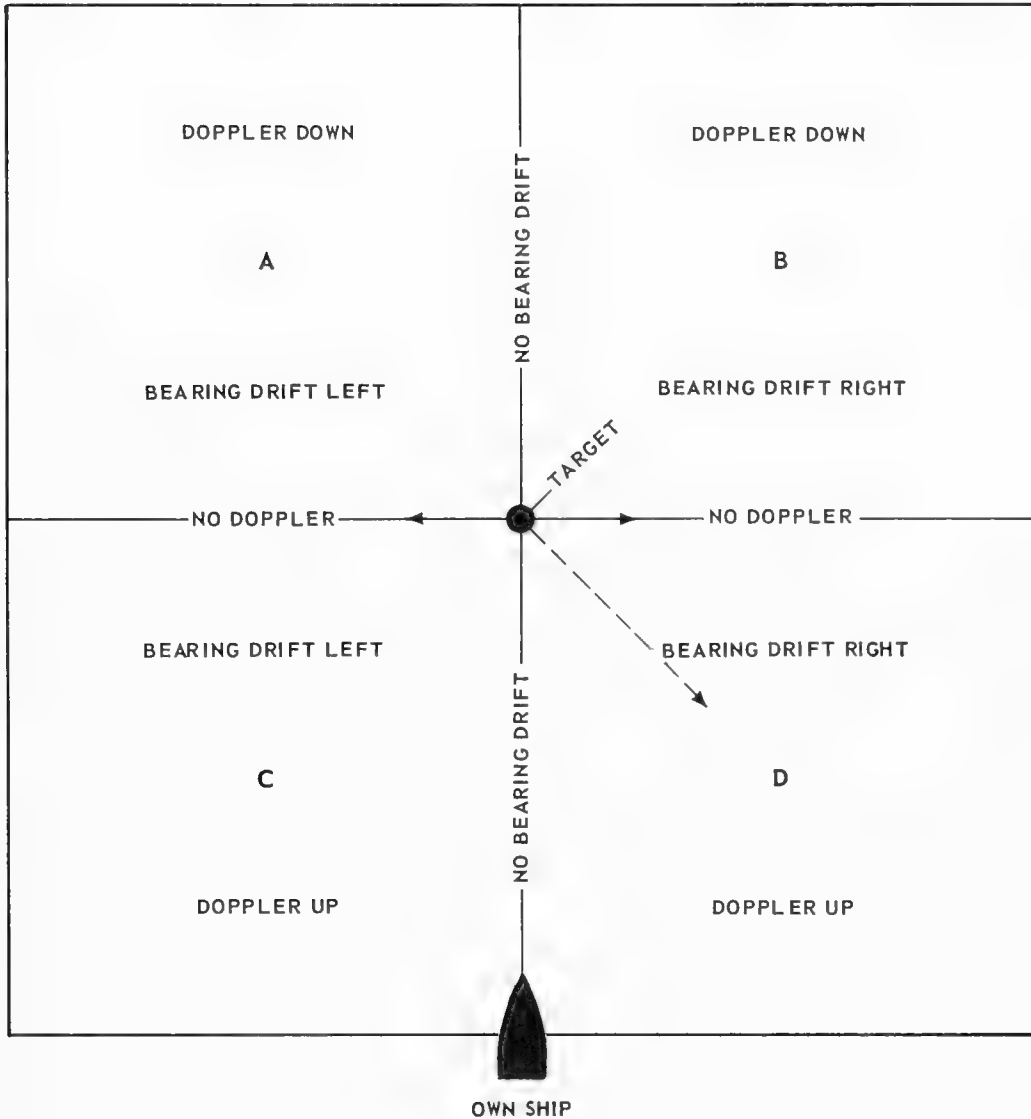 DOPPLER DOWN
DOPPLER DOWN
NO BEARING DRIFT
A
B
BEARING DRIFT LEFT
BEARING DRIFT RIGHT
TARGET
NO DOPPLER
NO DOPPLER
BEARING DRIFT LEFT
BEARING DRIFT RIGHT
NO BEARING DRIFT
C
D
DOPPLER UP
DOPPLER UP
OWN SHIP